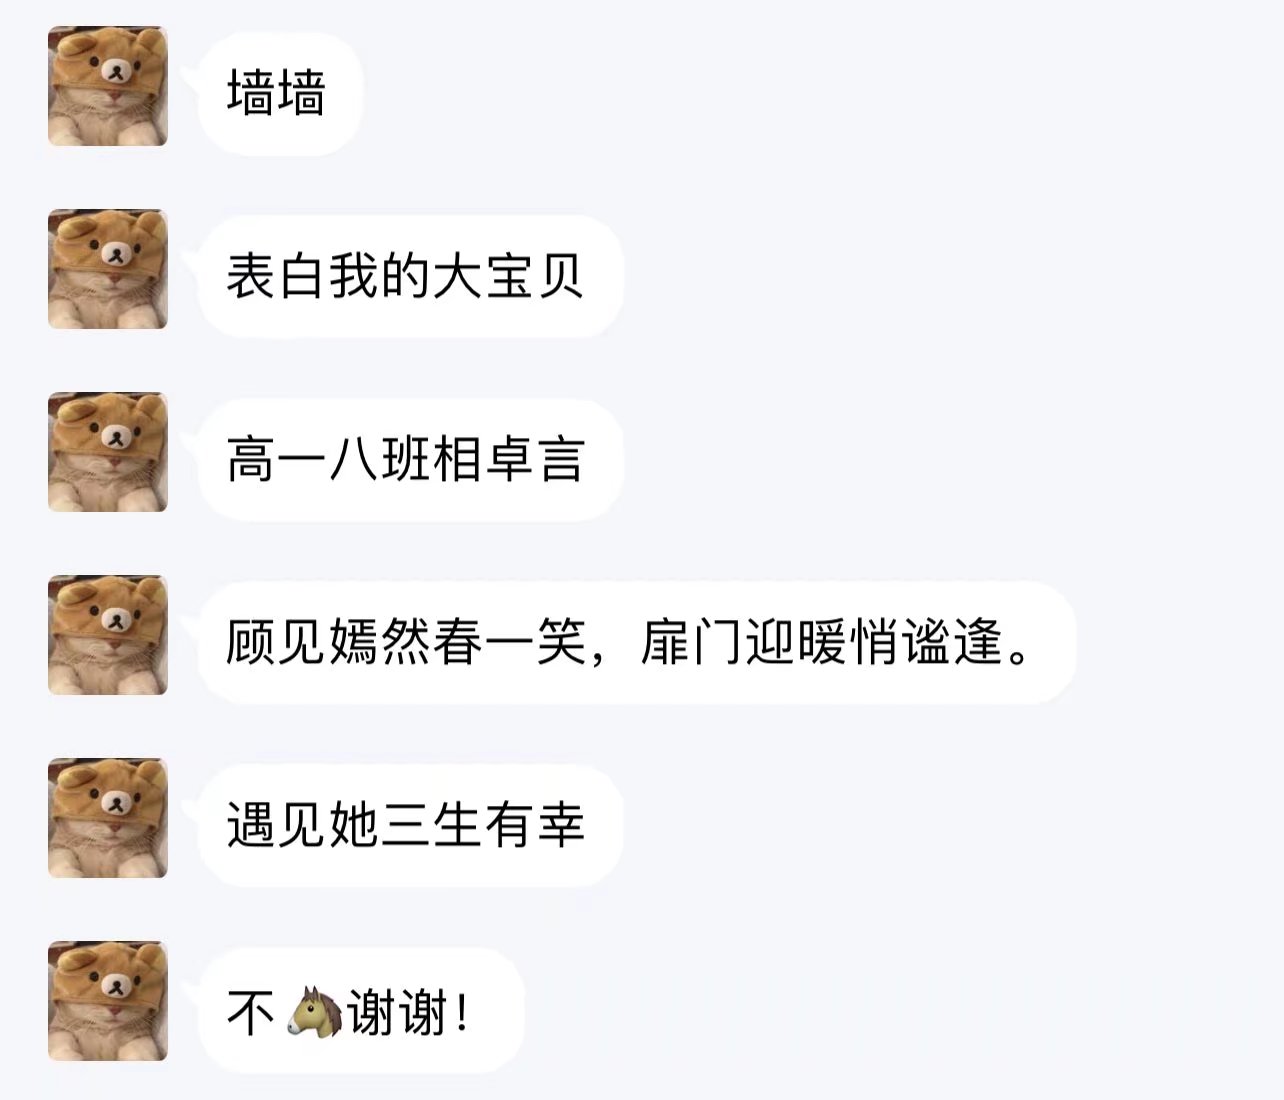 墙墙
表白我的大宝贝
高一八班相卓言
顾见嫣然春一笑，扉门迎暖悄谧逢。
遇见她三生有幸
不🐴谢谢！